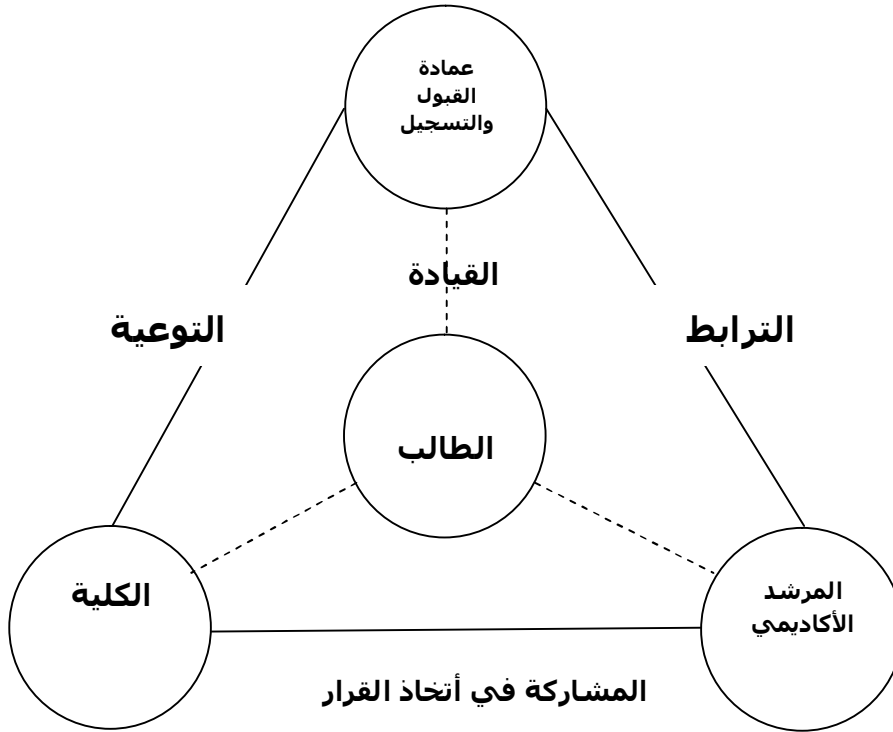 عمادة
القبول
والتسجيل
القيادة
الترابط
التوعية
الطالب
المرشد
الأكاديمي
الكلية
المشاركة في أتخاذ القرار